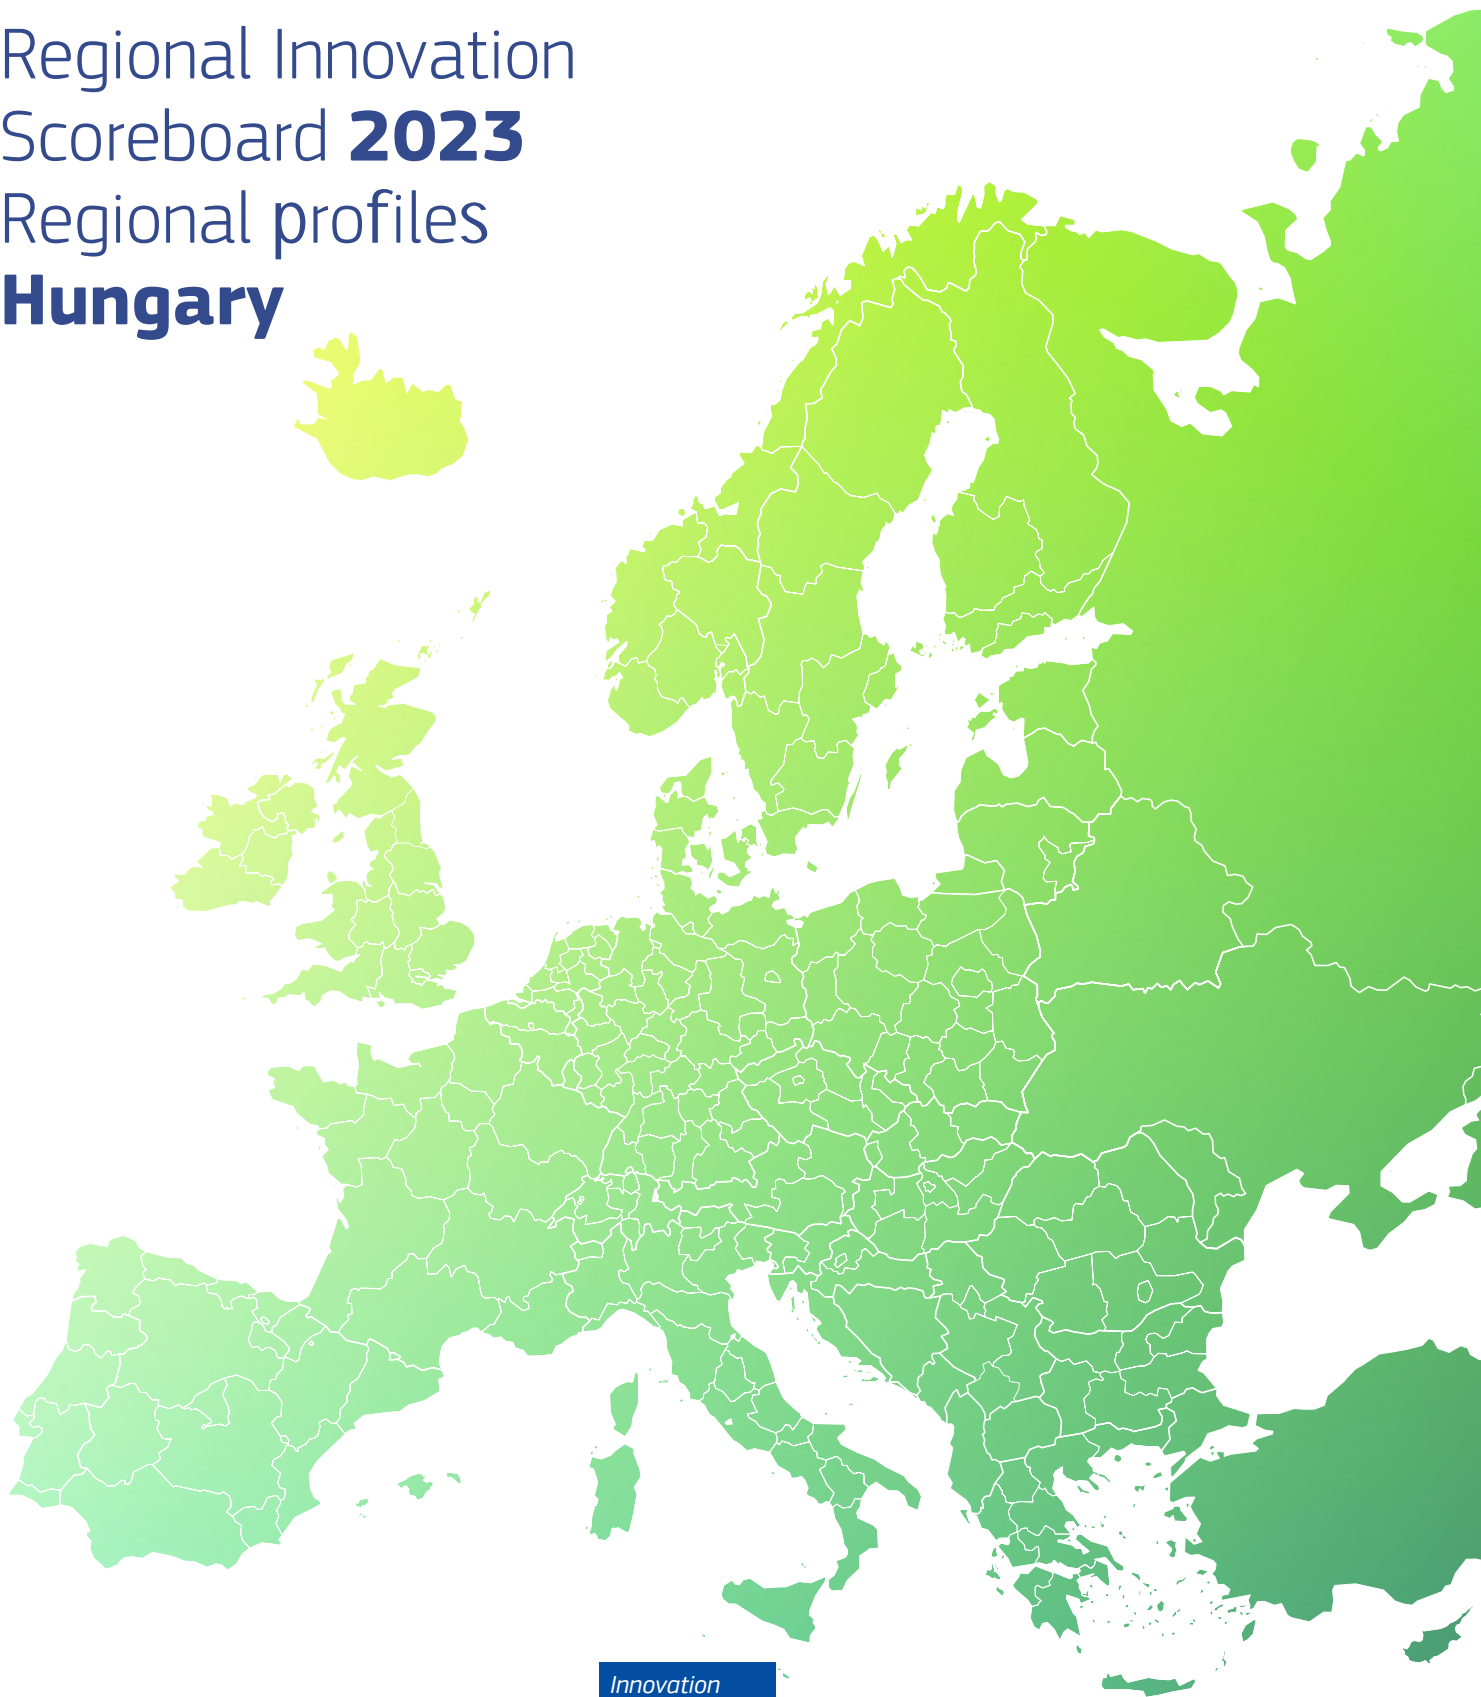 Regional Innovation
Scoreboard 2023
Regional profiles
Hungary
Innovation